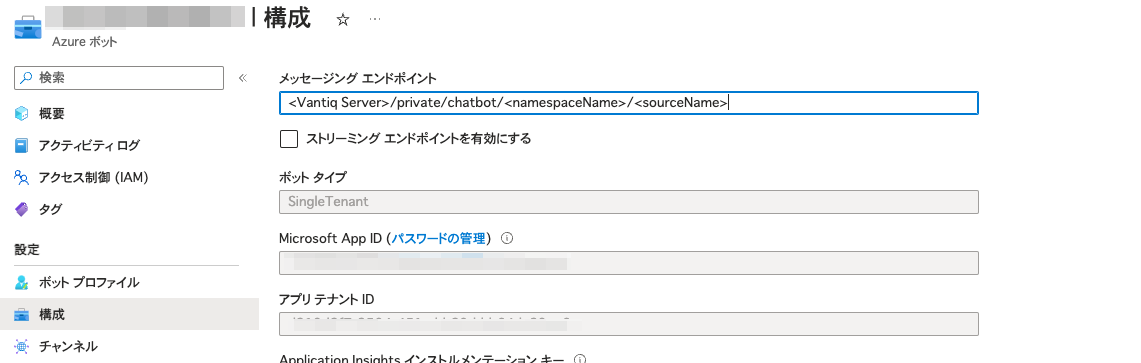 | 構成
Azure ボット
検索
メッセージング エンドポイント
<Vantiq Server>/private/chatbot/<namespaceName>/<sourceName>
概要
ストリーミング エンドポイントを有効にする
アクティビティ ログ
アクセス制御 (IAM)
ボット タイプ
SingleTenant
タグ
Microsoft App ID (パスワードの管理)
設定
ボット プロファイル
アプリ テナント ID
構成
チャンネル
Application Insights インストルメンテーション キー